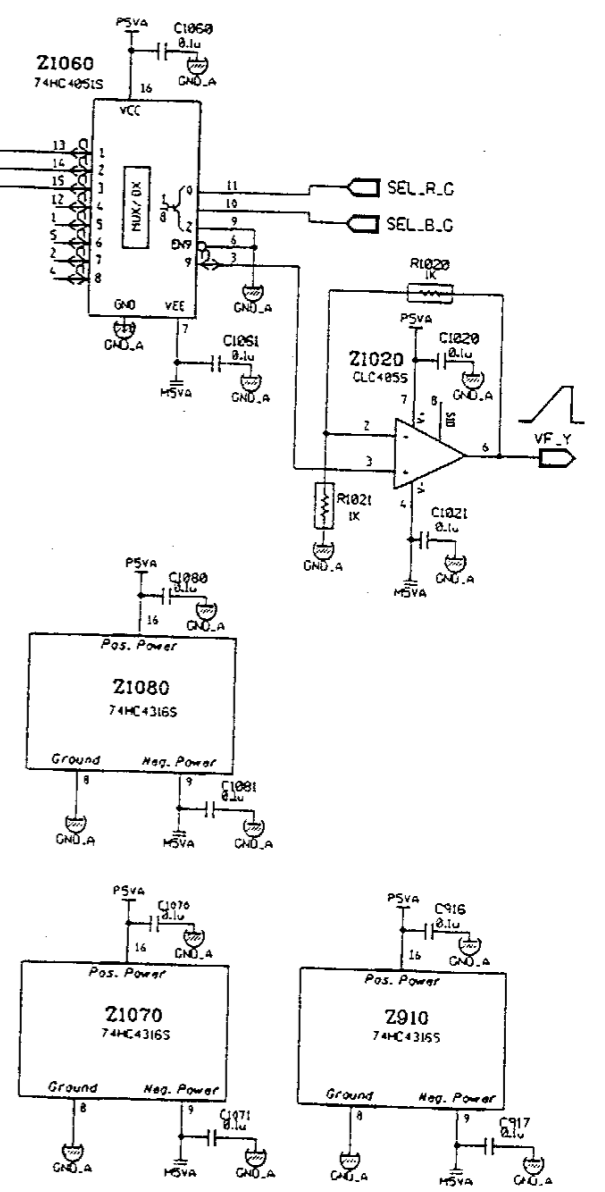 P5VA
C1060
0.1u
Z1060
74HC4051S
GND_A
16
VCC
13
1
14
2
15
3
12
4
1
5
5
6
2
7
4
8
MUX/DX
1
8
0
2
EN9
9
11
SEL_R_G
10
SEL_B_G
9
6
3
GND
VEE
GND_A
7
GND_A
C1061
0.1u
M5VA
GND_A
R1020
1K
P5VA
C1020
0.1u
Z1020
CLC405S
GND_A
7
8
V+
2
-
3
+
6
VF_Y
4
V-
R1021
1K
GND_A
C1021
0.1u
M5VA
GND_A
P5VA
C1080
0.1u
16
GND_A
Pos. Power
Z1080
74HC4316S
Ground
Neg. Power
8
9
C1081
0.1u
GND_A
M5VA
GND_A
P5VA
C1070
0.1u
16
GND_A
Pos. Power
Z1070
74HC4316S
Ground
Neg. Power
8
9
C1071
0.1u
GND_A
M5VA
GND_A
P5VA
C916
0.1u
16
GND_A
Pos. Power
Z910
74HC4316S
Ground
Neg. Power
8
9
C917
0.1u
GND_A
M5VA
GND_A